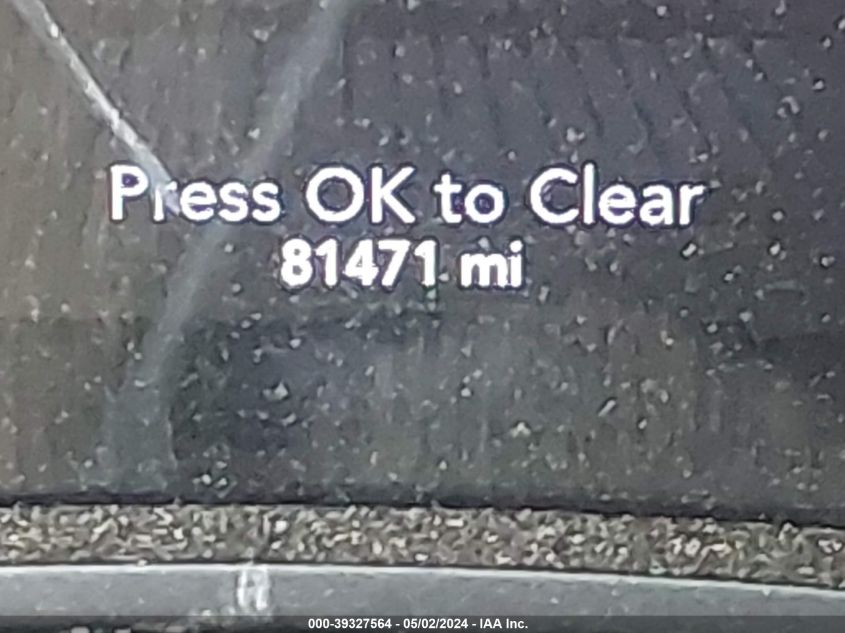 Press OK to Clear
81471 mi
000-39327564 - 05/02/2024 - IAA Inc.